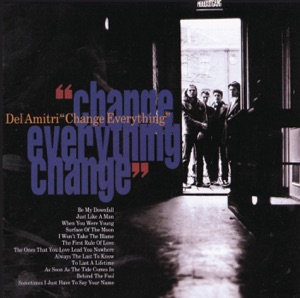 "change
Del Amitri "Change Everything"
everything
change"
Be My Downfall
Just Like A Man
When You Were Young
Surface Of The Moon
I Won't Take The Blame
The First Rule Of Love
The Ones That You Love Lead You Nowhere
Always The Last To Know
To Last A Lifetime
As Soon As The Tide Comes In
Behind The Fool
Sometimes I Just Have To Say Your Name